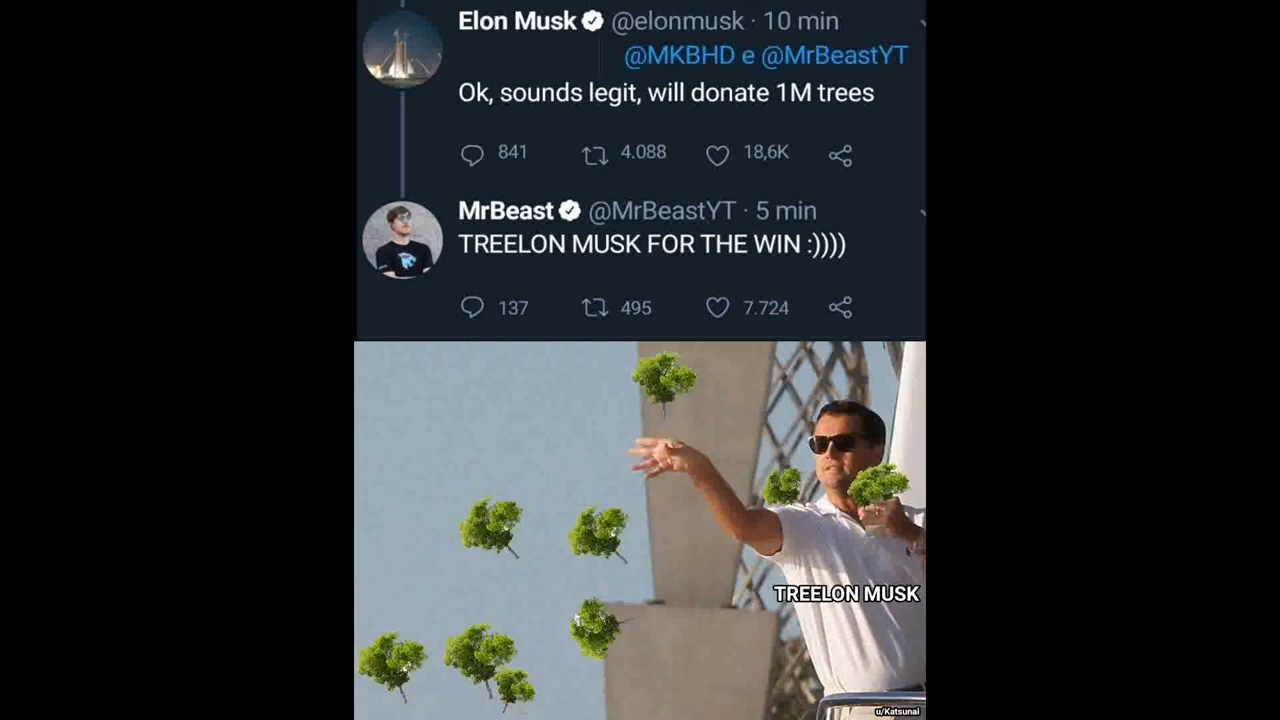 Elon Musk @elonmusk · 10 min
@MKBHD e @MrBeastYT
Ok, sounds legit, will donate 1M trees
841 4.088 18,6K
MrBeast @MrBeastYT · 5 min
TREELON MUSK FOR THE WIN :))))
137 495 7.724
TREELON MUSK
u/Katsunai